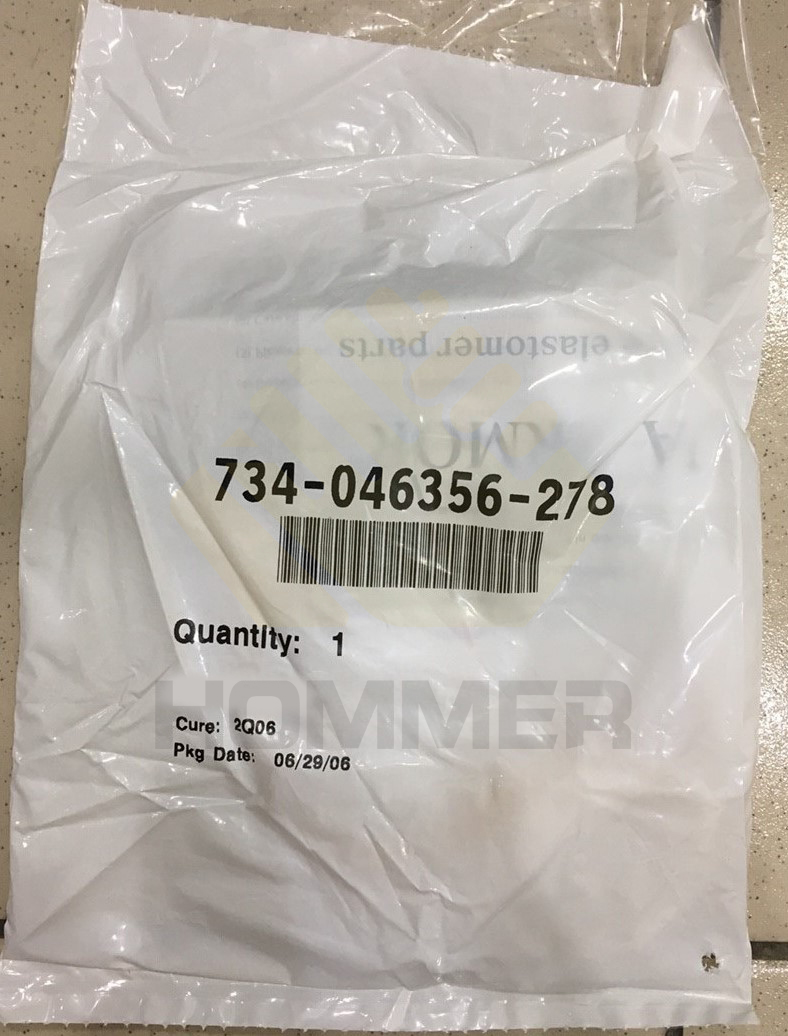 elastomer parts
734-046356-278
Quantity: 1
HOMMER
Cure: 2Q06
Pkg Date: 06/29/06